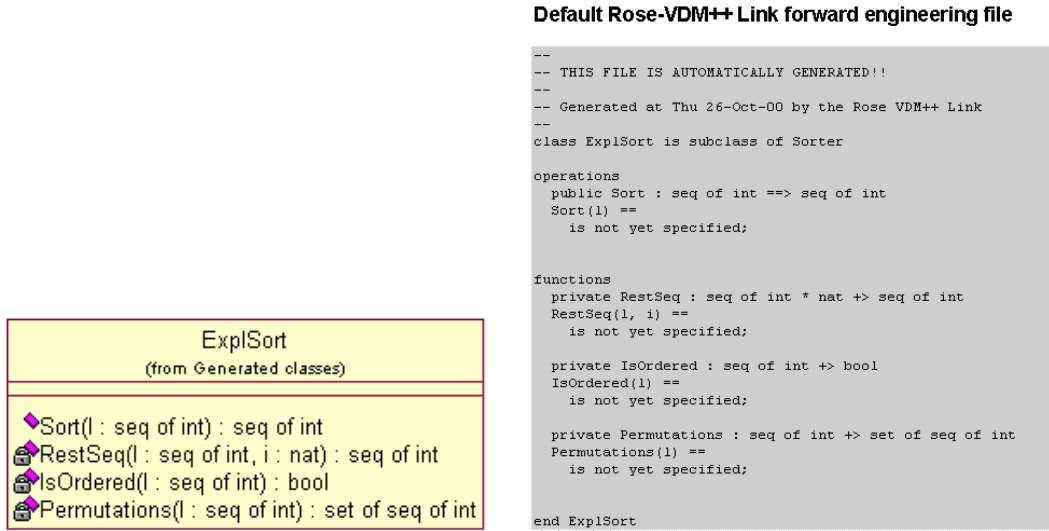 Default Rose-VDM++ Link forward engineering file
--
-- THIS FILE IS AUTOMATICALLY GENERATED!!
--
-- Generated at Thu 26-Oct-00 by the Rose VDM++ Link
--
class ExplSort is subclass of Sorter
operations
public Sort : seq of int ==> seq of int
Sort(l) ==
is not yet specified;
functions
private RestSeq : seq of int * nat +> seq of int
RestSeq(l, i) ==
is not yet specified;
private IsOrdered : seq of int +> bool
IsOrdered(l) ==
is not yet specified;
private Permutations : seq of int +> set of seq of int
Permutations(l) ==
is not yet specified;
end ExplSort
ExplSort
(from Generated classes)
Sort(l : seq of int) : seq of int
RestSeq(l : seq of int, i : nat) : seq of int
IsOrdered(l : seq of int) : bool
Permutations(l : seq of int) : set of seq of int